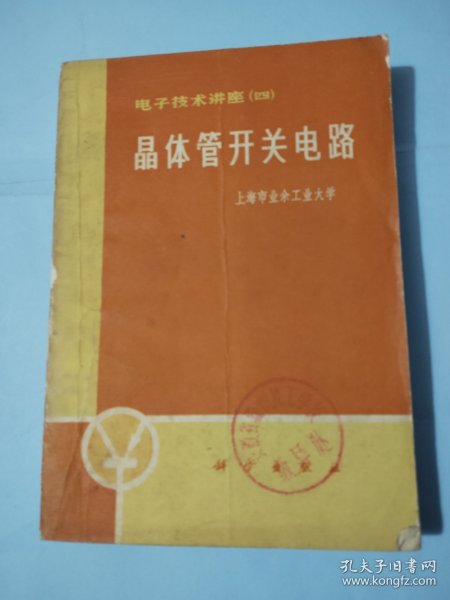 电子技术讲座(四)
晶体管开关电路
上海市业余工业大学
孔夫子旧书网
www.kongfz.com